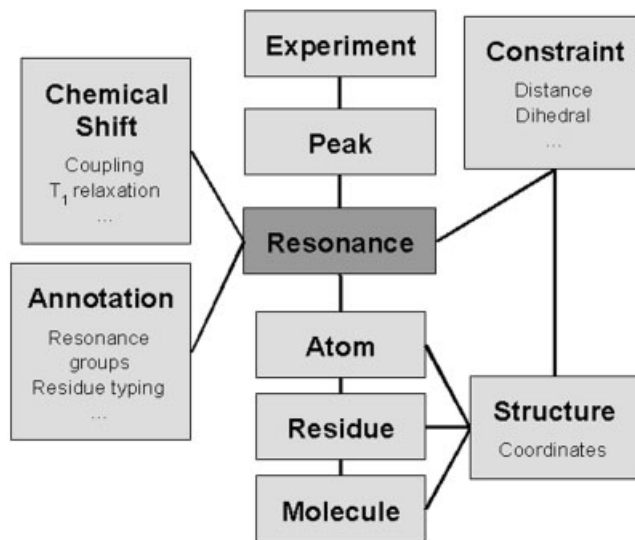 Experiment
Peak
Resonance
Atom
Residue
Molecule
Chemical
Shift
Coupling
T₁ relaxation
...
Annotation
Resonance
groups
Residue typing
...
Constraint
Distance
Dihedral
...
Structure
Coordinates